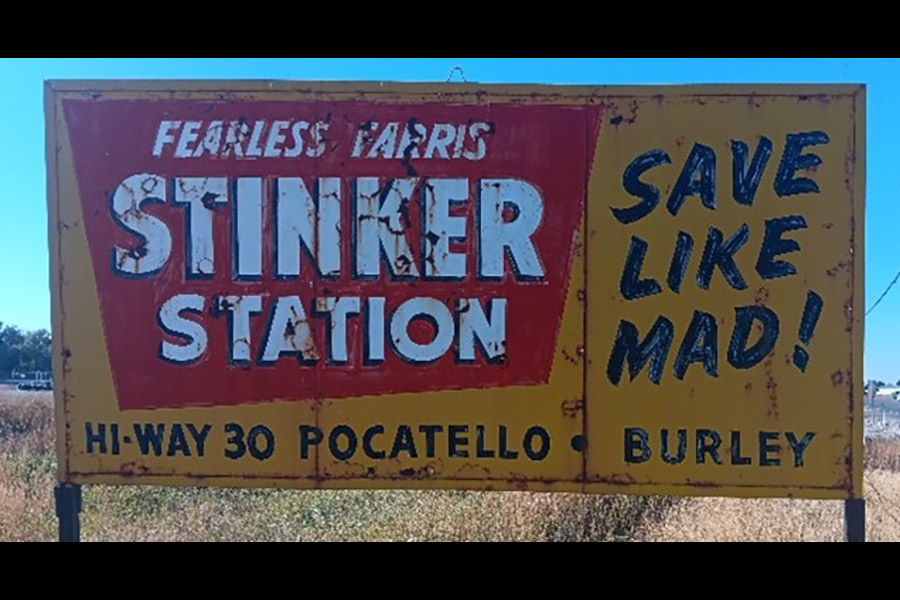 FEARLESS FARRIS
STINKER
STATION
SAVE
LIKE
MAD!
HI-WAY 30 POCATELLO • BURLEY